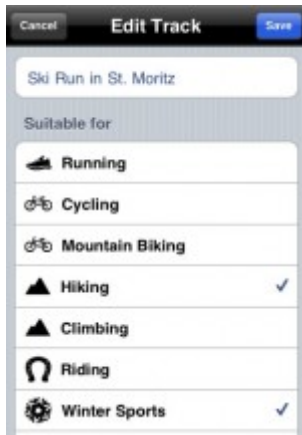 Cancel Edit Track Save
Ski Run in St. Moritz
Suitable for
Running
Cycling
Mountain Biking
Hiking
Climbing
Riding
Winter Sports